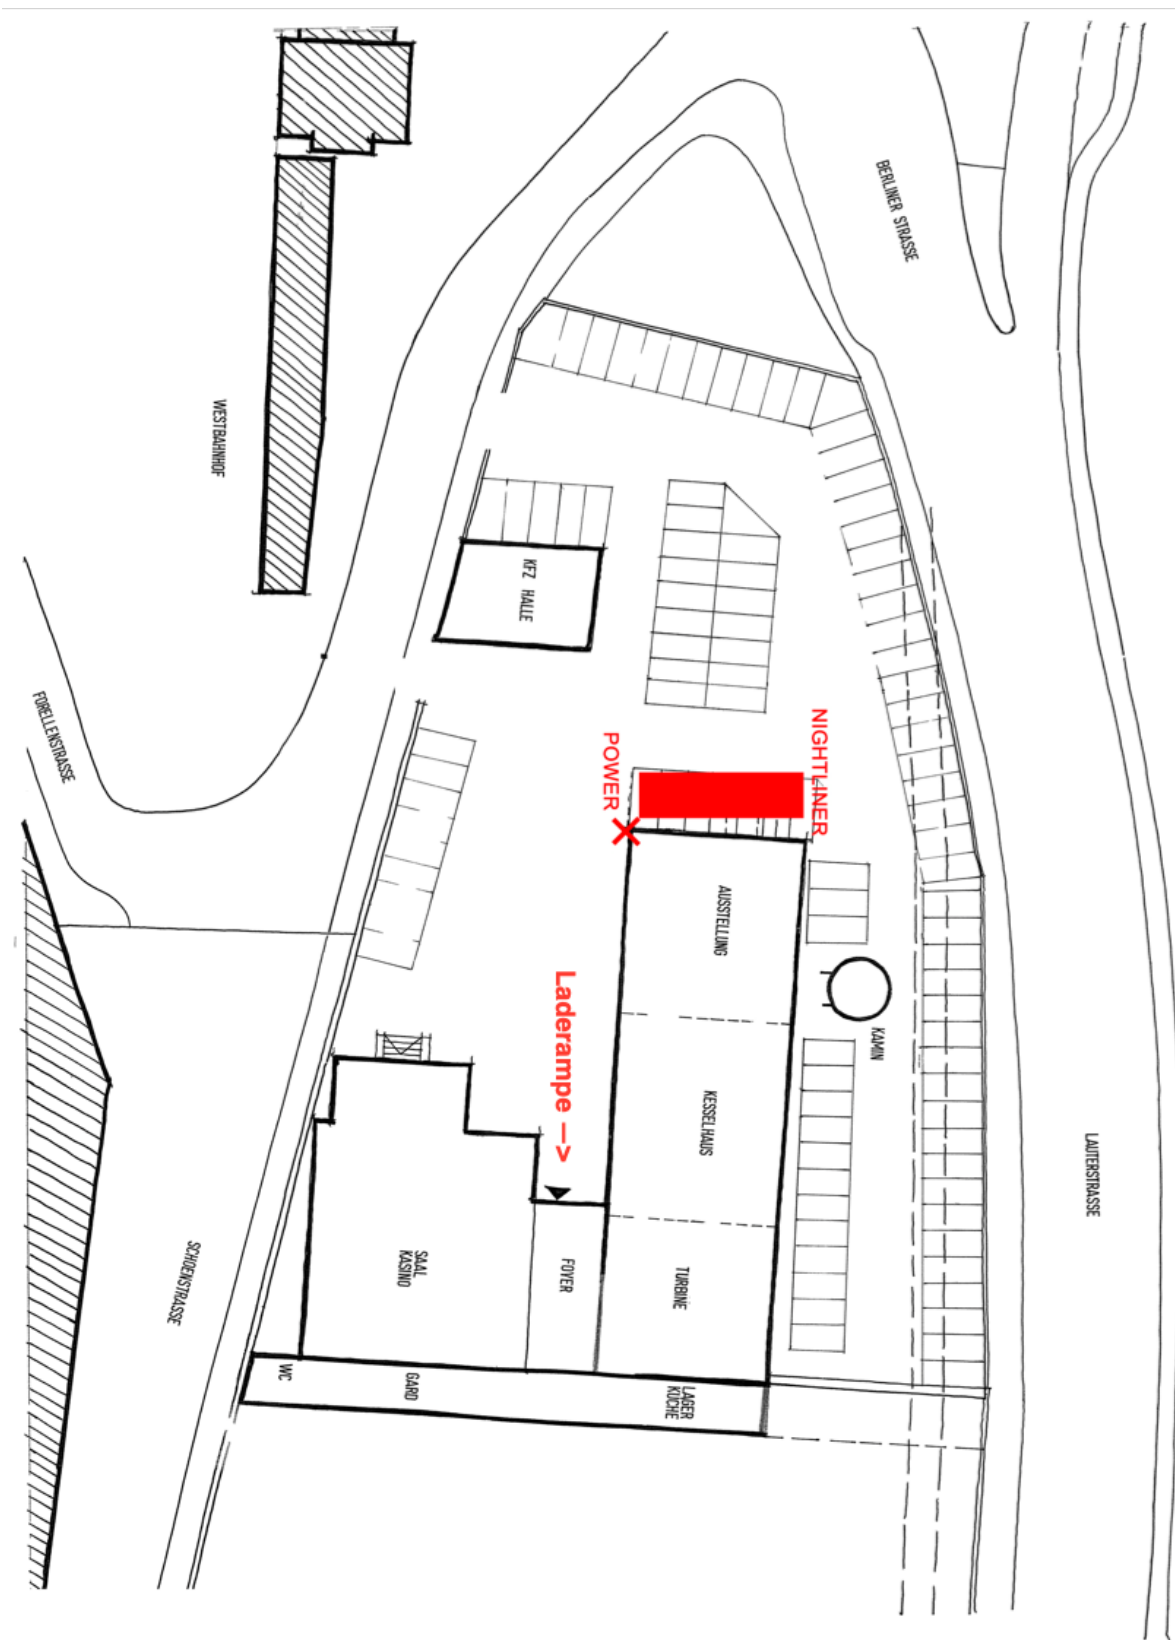 BERLINER STRASSE
WESTBAHNHOF
KFZ HALLE
FORELLENSTRASSE
NIGHTLINER
POWER
AUSSTELLUNG
Laderampe —>
KAMIN
KESSELHAUS
LAUTERSTRASSE
SCHOENSTRASSE
SAAL
KASINO
FOYER
TURBINE
WC
GARD
LAGER
KÜCHE